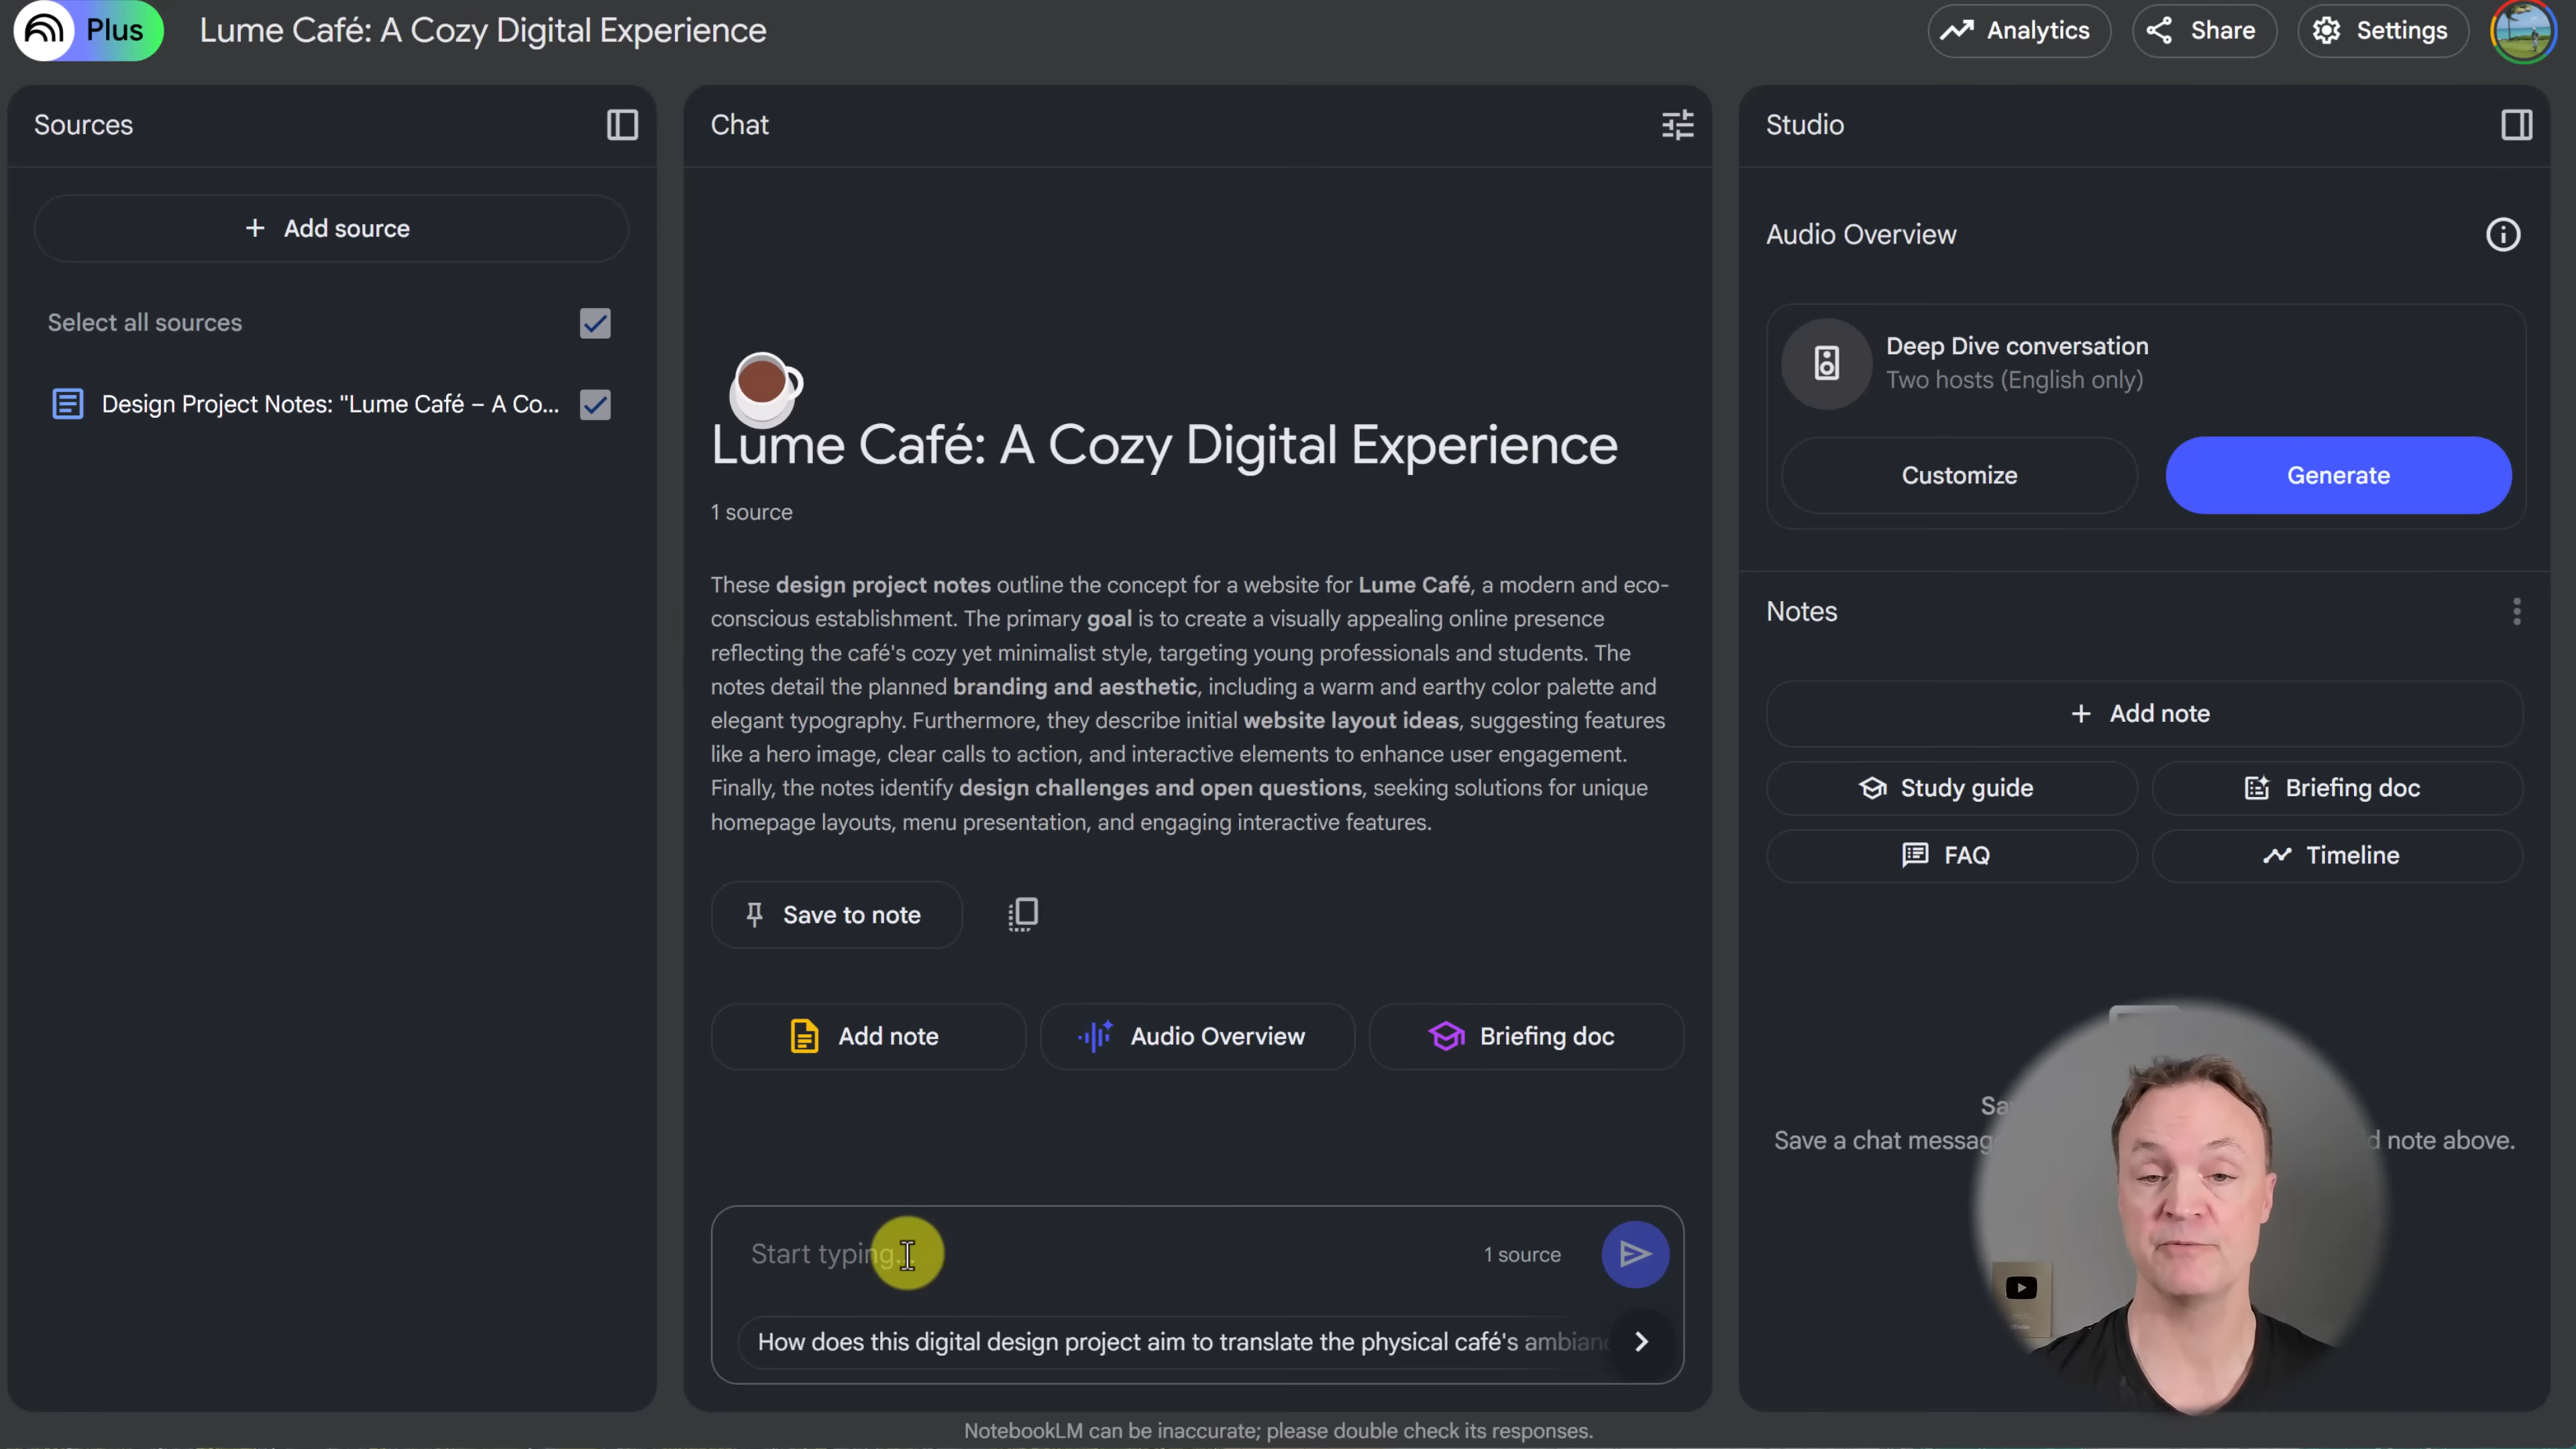 Plus
Lume Café: A Cozy Digital Experience
Analytics
Share
Settings
Sources
Add source
Select all sources
Design Project Notes: "Lume Café – A Co...
Chat
Lume Café: A Cozy Digital Experience
1 source
These design project notes outline the concept for a website for Lume Café, a modern and eco-
conscious establishment. The primary goal is to create a visually appealing online presence
reflecting the café's cozy yet minimalist style, targeting young professionals and students. The
notes detail the planned branding and aesthetic, including a warm and earthy color palette and
elegant typography. Furthermore, they describe initial website layout ideas, suggesting features
like a hero image, clear calls to action, and interactive elements to enhance user engagement.
Finally, the notes identify design challenges and open questions, seeking solutions for unique
homepage layouts, menu presentation, and engaging interactive features.
Save to note
Add note
Audio Overview
Briefing doc
Start typing...
1 source
How does this digital design project aim to translate the physical café's
NotebookLM can be inaccurate; please double check its responses.
Studio
Audio Overview
Deep Dive conversation
Two hosts (English only)
Customize
Generate
Notes
Add note
Study guide
Briefing doc
FAQ
Timeline
Save a chat note above.